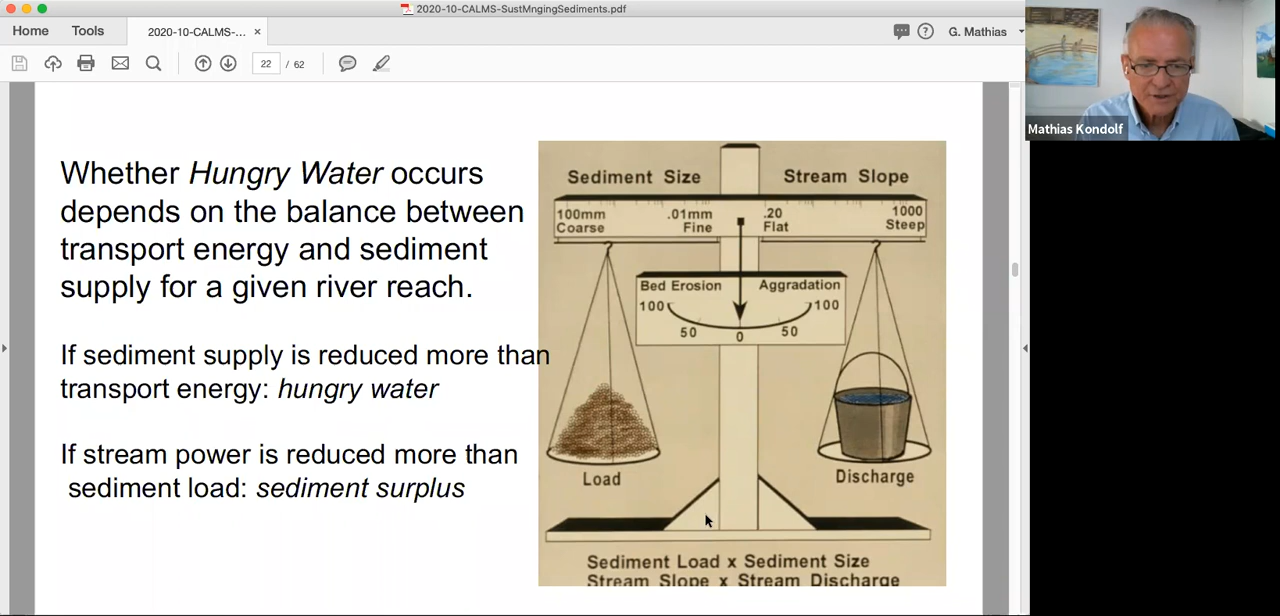 2020-10-CALMS-SustMngingSediments.pdf
Home Tools 2020-10-CALMS-... × G. Mathias
22 / 62
Mathias Kondolf
Whether Hungry Water occurs
depends on the balance between
transport energy and sediment
supply for a given river reach.
If sediment supply is reduced more than
transport energy: hungry water
If stream power is reduced more than
sediment load: sediment surplus
Sediment Size Stream Slope
100mm .01mm .20 1000
Coarse Fine Flat Steep
Bed Erosion Aggradation
100 100
50 0 50
Load Discharge
Sediment Load x Sediment Size
Stream Slope x Stream Discharge